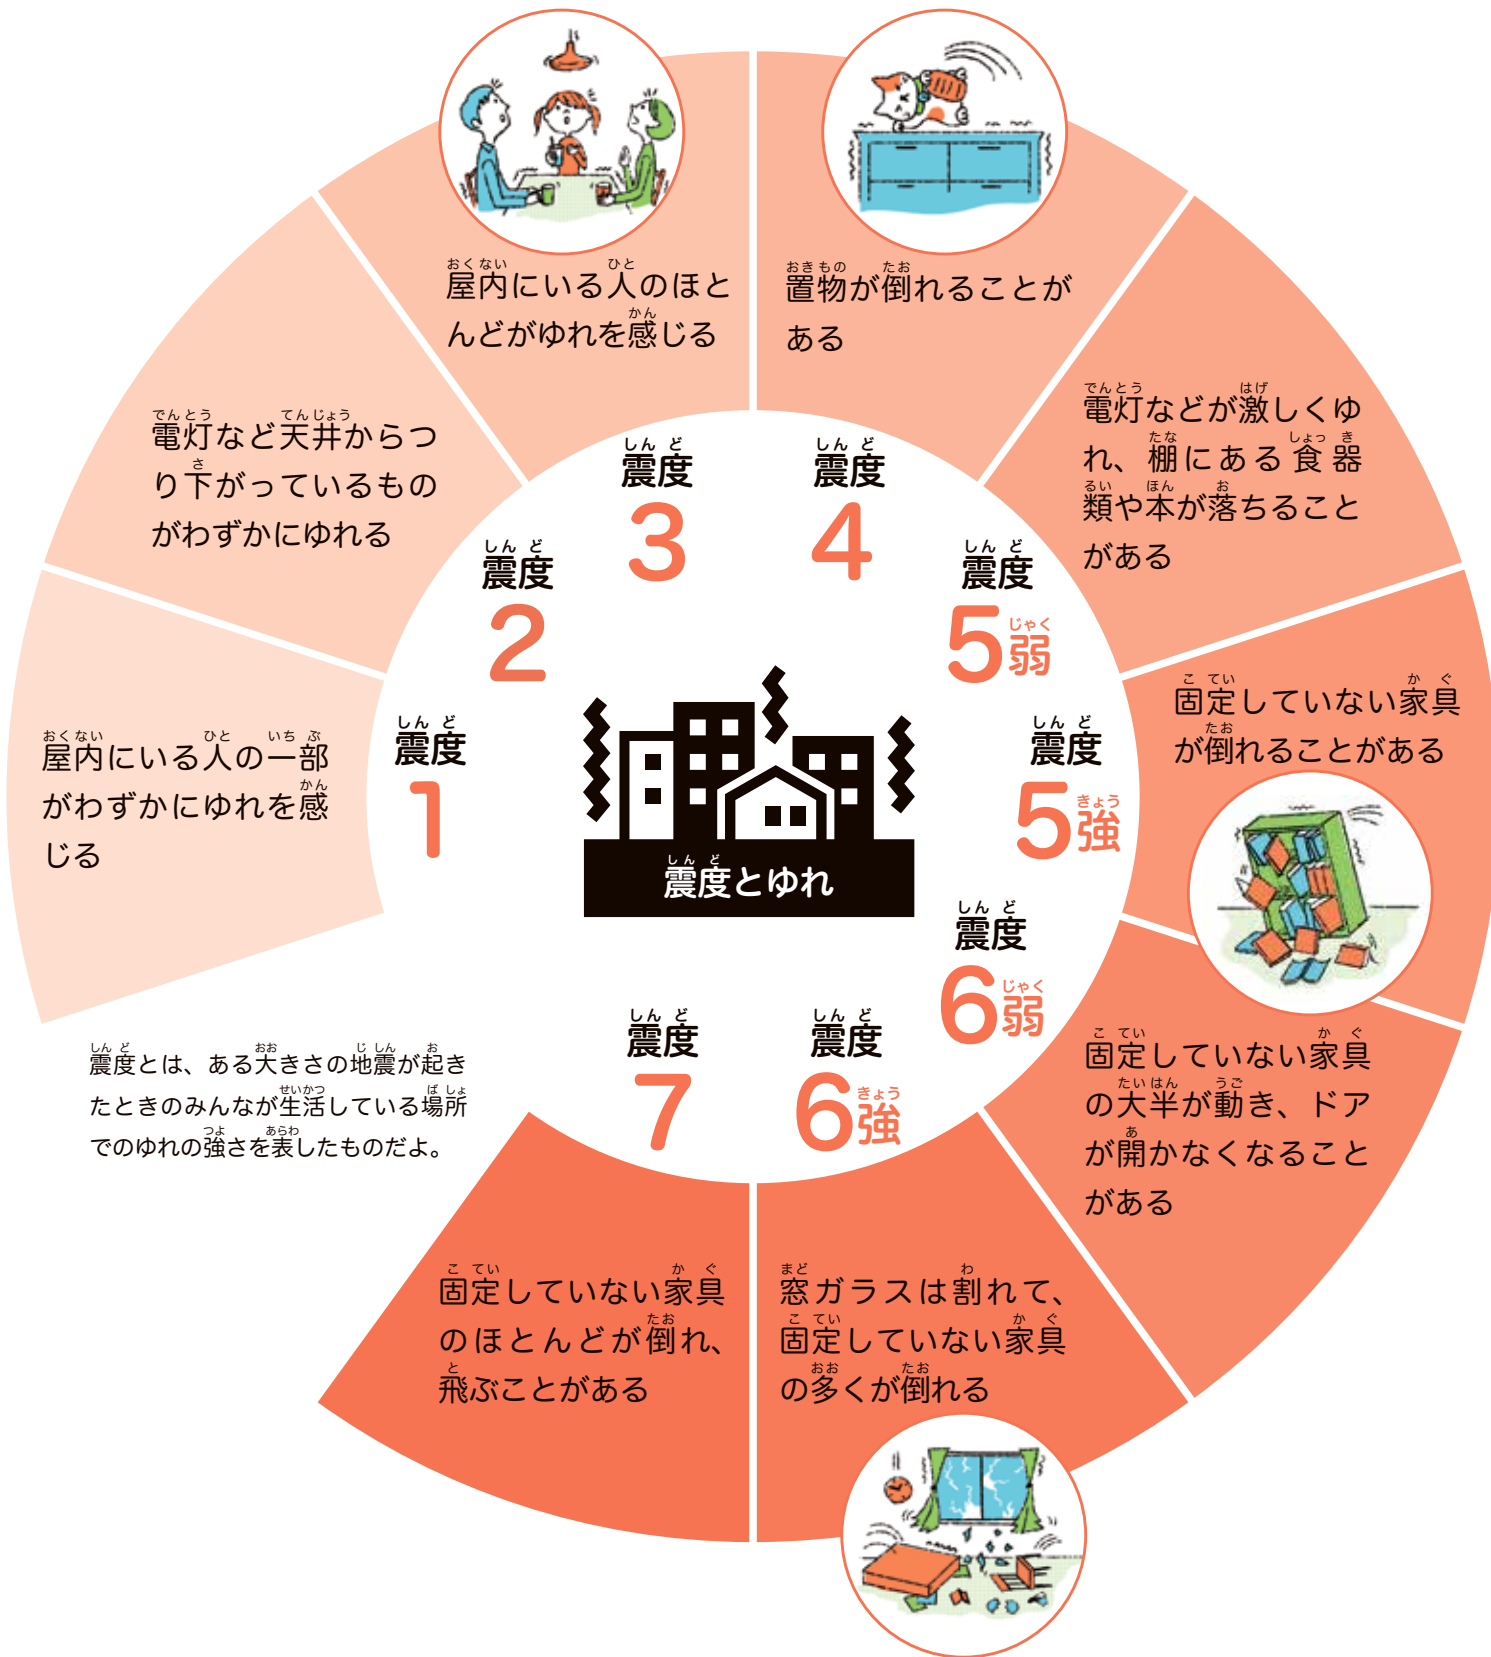 震度とゆれ
震度
1
屋内にいる人の一部
がわずかにゆれを感
じる
震度
2
電灯など天井からつ
り下がっているもの
がわずかにゆれる
震度
3
屋内にいる人のほと
んどがゆれを感じる
震度
4
置物が倒れることが
ある
震度
5弱
電灯などが激しくゆ
れ、棚にある食器
類や本が落ちること
がある
震度
5強
固定していない家具
が倒れることがある
震度
6弱
固定していない家具
の大半が動き、ドア
が開かなくなること
がある
震度
6強
窓ガラスは割れて、
固定していない家具
の多くが倒れる
震度
7
固定していない家具
のほとんどが倒れ、
飛ぶことがある
震度とは、ある大きさの地震が起き
たときのみんなが生活している場所
でのゆれの強さを表したものだよ。